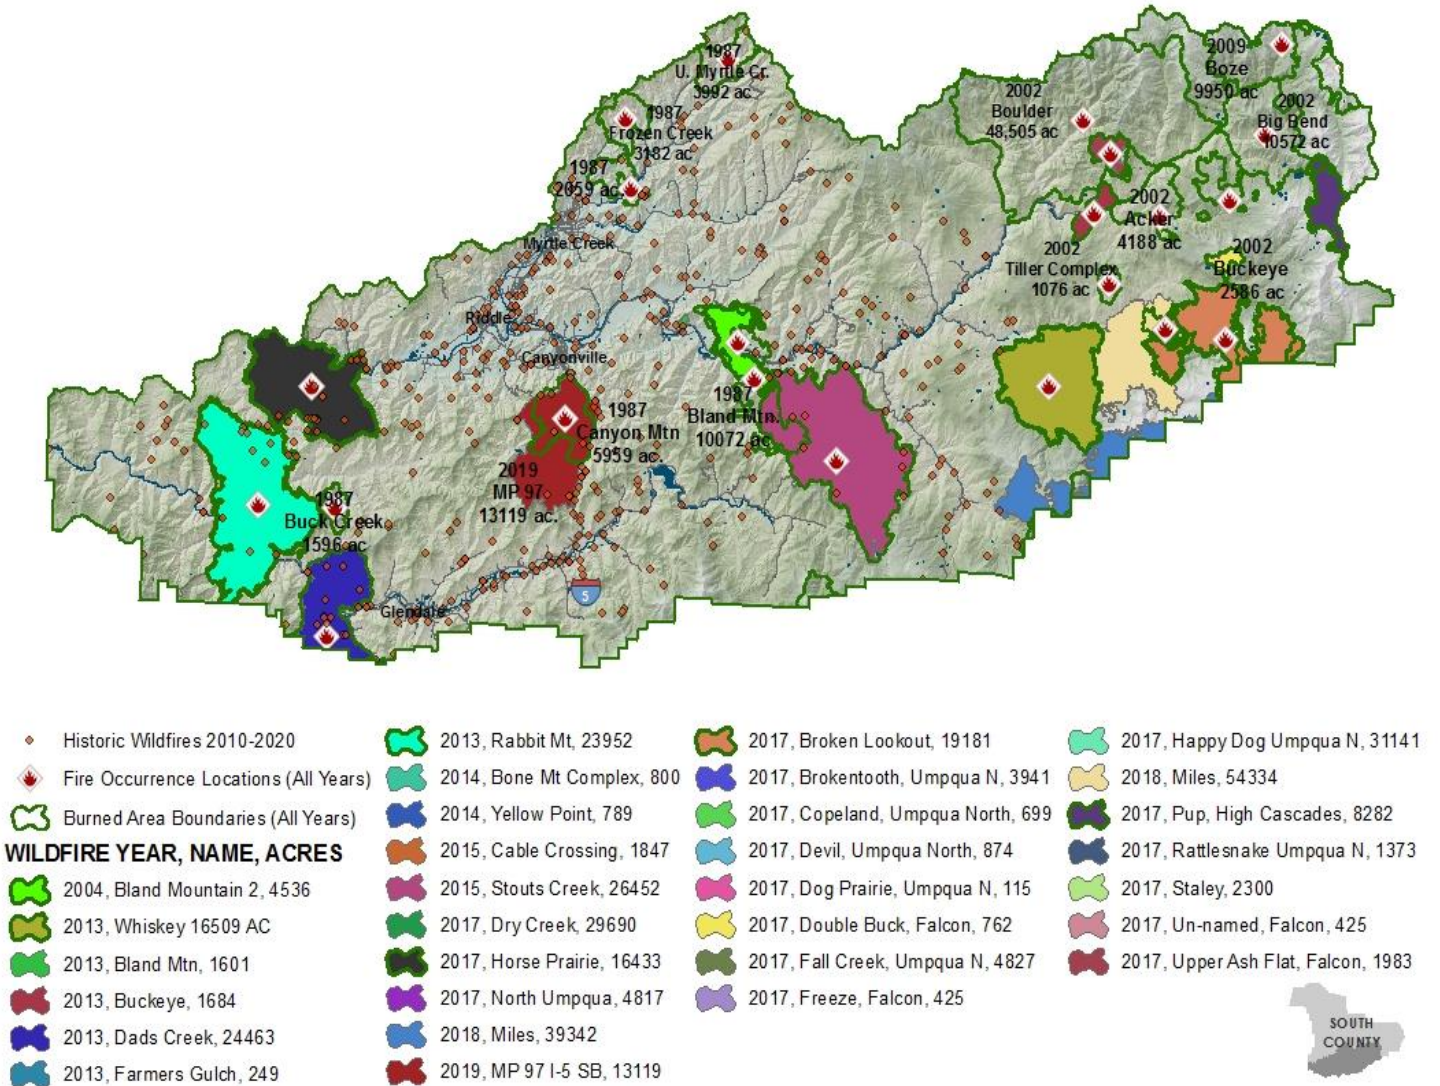 1987
U. Myrtle Cr.
3992 ac.
1987
Frozen Creek
3182 ac
1987
2059 ac.
2009
Boze
9950 ac
2002
Boulder
48,505 ac
2002
Big Bend
10572 ac
2002
Acker
4188 ac
2002
Tiller Complex
1076 ac
2002
Buckeye
2586 ac
Myrtle Creek
Riddle
Canyonville
1987
Bland Mtn.
10072 ac.
1987
Canyon Mtn
5959 ac.
2019
MP 97
13119 ac.
1987
Buck Creek
1596 ac
Glendale
5
Historic Wildfires 2010-2020
Fire Occurrence Locations (All Years)
Burned Area Boundaries (All Years)
WILDFIRE YEAR, NAME, ACRES
2004, Bland Mountain 2, 4536
2013, Whiskey 16509 AC
2013, Bland Mtn, 1601
2013, Buckeye, 1684
2013, Dads Creek, 24463
2013, Farmers Gulch, 249
2013, Rabbit Mt, 23952
2014, Bone Mt Complex, 800
2014, Yellow Point, 789
2015, Cable Crossing, 1847
2015, Stouts Creek, 26452
2017, Dry Creek, 29690
2017, Horse Prairie, 16433
2017, North Umpqua, 4817
2018, Miles, 39342
2019, MP 97 I-5 SB, 13119
2017, Broken Lookout, 19181
2017, Brokentooth, Umpqua N, 3941
2017, Copeland, Umpqua North, 699
2017, Devil, Umpqua North, 874
2017, Dog Prairie, Umpqua N, 115
2017, Double Buck, Falcon, 762
2017, Fall Creek, Umpqua N, 4827
2017, Freeze, Falcon, 425
2017, Happy Dog Umpqua N, 31141
2018, Miles, 54334
2017, Pup, High Cascades, 8282
2017, Rattlesnake Umpqua N, 1373
2017, Staley, 2300
2017, Un-named, Falcon, 425
2017, Upper Ash Flat, Falcon, 1983
SOUTH
COUNTY